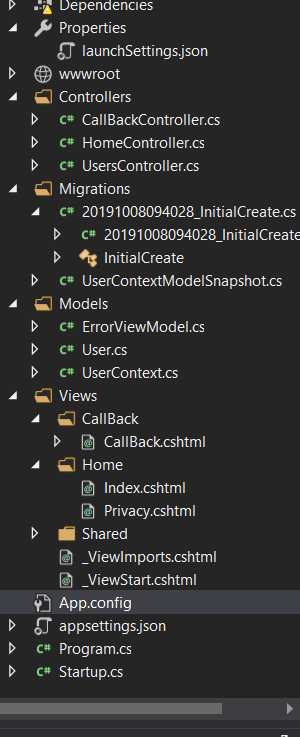 Dependencies
Properties
launchSettings.json
wwwroot
Controllers
CallBackController.cs
HomeController.cs
UsersController.cs
Migrations
20191008094028_InitialCreate.cs
20191008094028_InitialCreate
InitialCreate
UserContextModelSnapshot.cs
Models
ErrorViewModel.cs
User.cs
UserContext.cs
Views
CallBack
CallBack.cshtml
Home
Index.cshtml
Privacy.cshtml
Shared
_ViewImports.cshtml
_ViewStart.cshtml
App.config
appsettings.json
Program.cs
Startup.cs